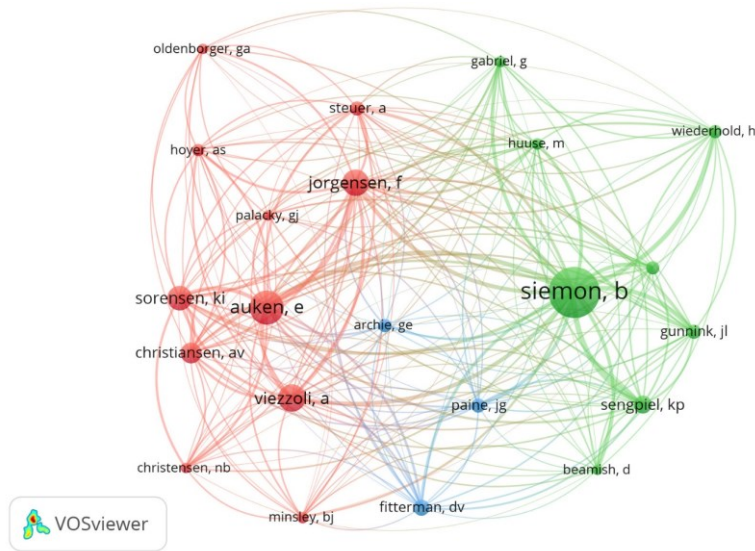 oldenborger, ga
gabriel, g
steuer, a
wiederhold, h
huuse, m
hoyer, as
jorgensen, f
palacky, gj
siemon, b
sorensen, ki
auken, e
archie, ge
gunnink, jl
christiansen, av
viezzoli, a
paine, jg
sengpiel, kp
christensen, nb
beamish, d
fitterman, dv
minsley, bj
VOSviewer